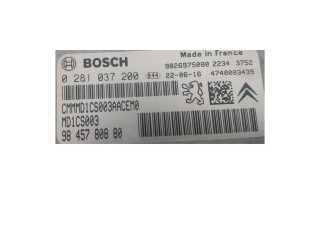 Made in France
BOSCH
9826975080 2234 3752
0 281 037 200
22-06-16 4740003439
CMMMD1CS003AACEM0
MD1CS003
98 457 808 80